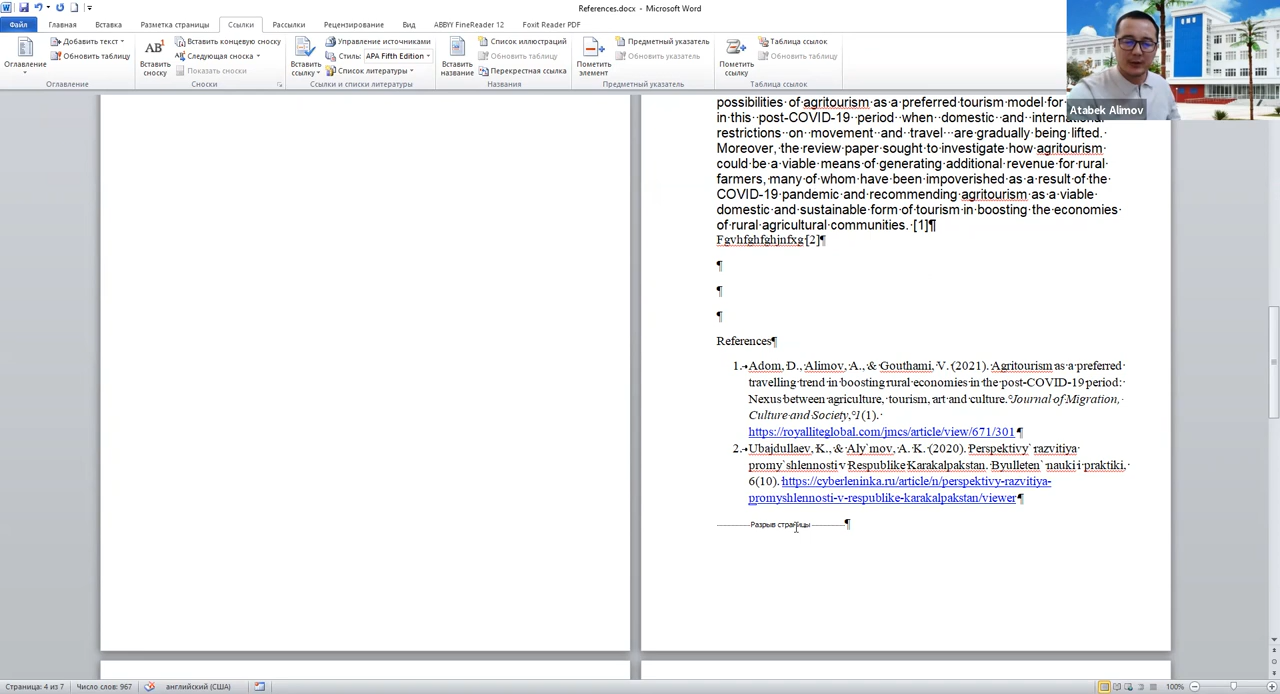 References.docx - Microsoft Word
Файл Главная Вставка Разметка страницы Ссылки Рассылки Рецензирование Вид ABBYY FineReader 12 Foxit Reader PDF
Оглавление
Добавить текст
Обновить таблицу
Оглавление
AB¹
Вставить сноску
Вставить концевую сноску
Следующая сноска
Показать сноски
Сноски
Вставить ссылку
Управление источниками
Стиль: APA Fifth Edition
Список литературы
Ссылки и списки литературы
Вставить название
Список иллюстраций
Обновить таблицу
Перекрестная ссылка
Названия
Пометить элемент
Предметный указатель
Обновить указатель
Предметный указатель
Пометить ссылку
Таблица ссылок
Обновить таблицу
Таблица ссылок
Atabek Alimov
possibilities of agritourism as a preferred tourism model for
in this post-COVID-19 period when domestic and international
restrictions on movement and travel are gradually being lifted.
Moreover, the review paper sought to investigate how agritourism
could be a viable means of generating additional revenue for rural
farmers, many of whom have been impoverished as a result of the
COVID-19 pandemic and recommending agritourism as a viable
domestic and sustainable form of tourism in boosting the economies
of rural agricultural communities. [1]¶
Fgvhfghfghjnfxg [2]¶
¶
¶
¶
References¶
1. Adom, D., Alimov, A., & Gouthami, V. (2021). Agritourism as a preferred
travelling trend in boosting rural economies in the post-COVID-19 period:
Nexus between agriculture, tourism, art and culture. Journal of Migration,
Culture and Society, 1(1).
https://royalliteglobal.com/jmcs/article/view/671/301¶
2. Ubajdullaev, K., & Aly`mov, A. K. (2020). Perspektivy` razvitiya
promy`shlennosti v Respublike Karakalpakstan. Byulleten` nauki i praktiki,
6(10). https://cyberleninka.ru/article/n/perspektivy-razvitiya-
promyshlennosti-v-respublike-karakalpakstan/viewer¶
Разрыв страницы ¶
Страница: 4 из 7 Число слов: 967 английский (США) 100%